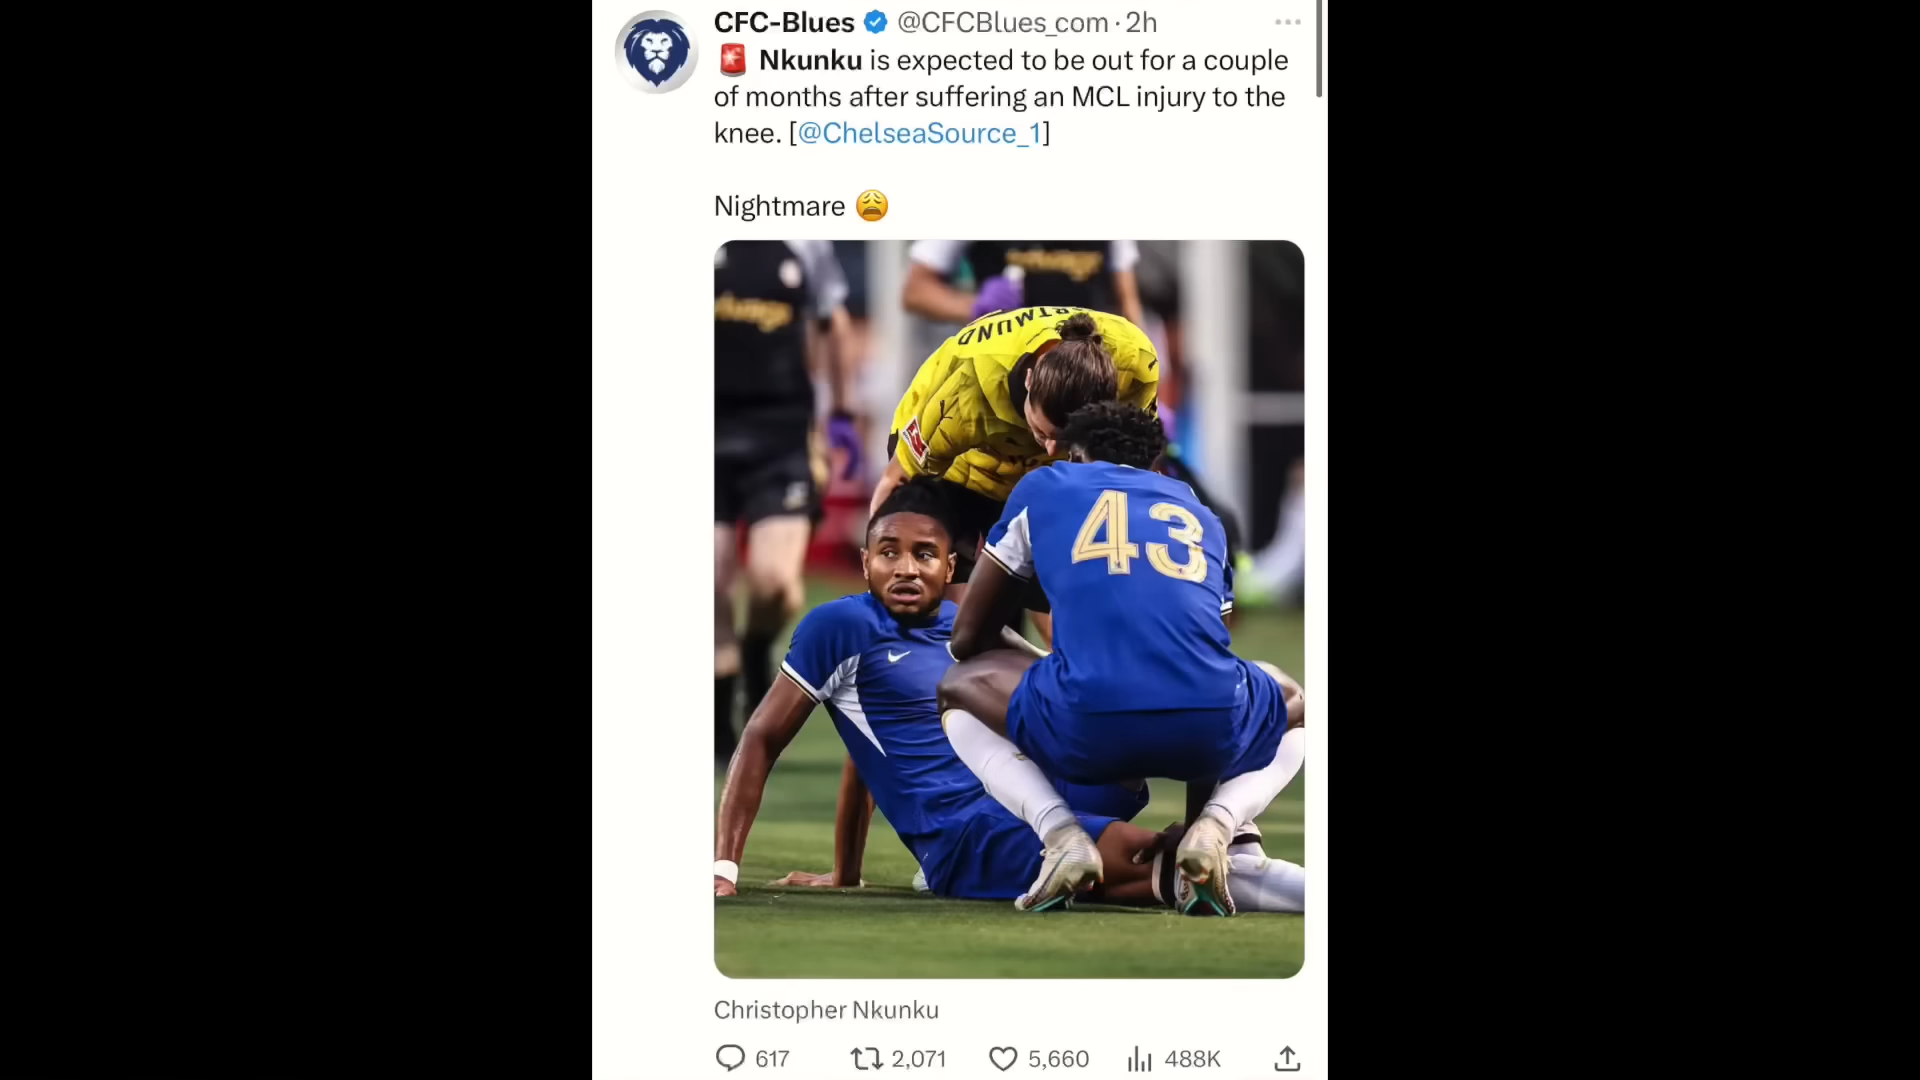 CFC-Blues @CFCBlues_com · 2h
🚨 Nkunku is expected to be out for a couple
of months after suffering an MCL injury to the
knee. [@ChelseaSource_1]
Nightmare 😩
43
Christopher Nkunku
617 2,071 5,660 488K